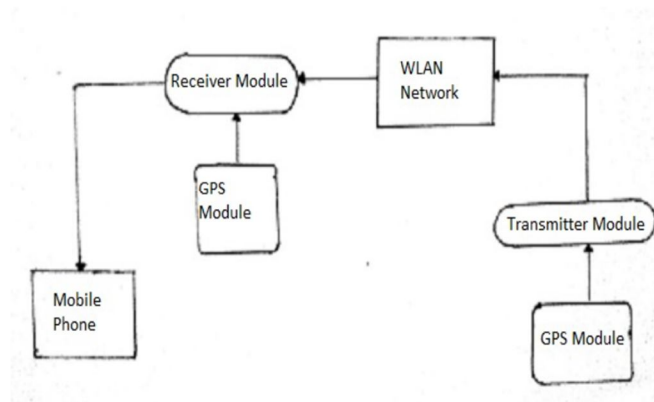 Receiver Module
WLAN
Network
GPS
Module
Transmitter Module
Mobile
Phone
GPS Module